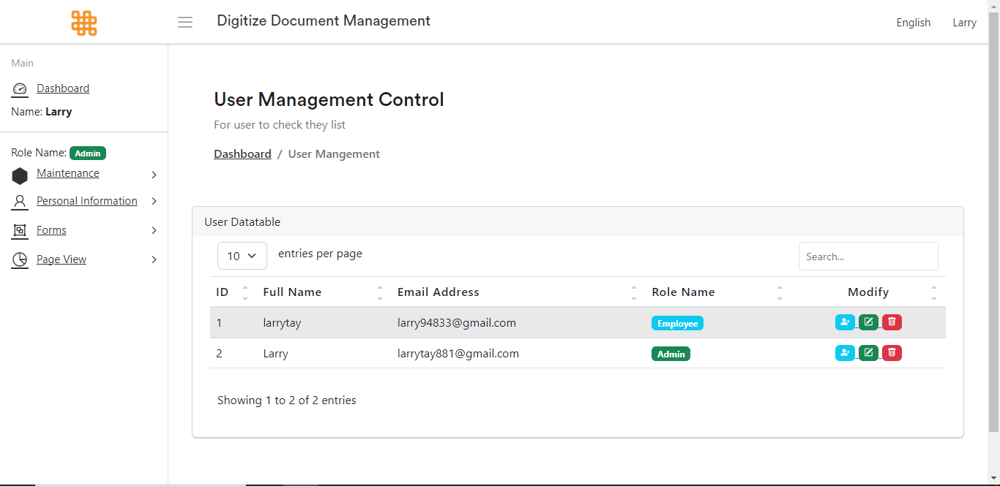 Digitize Document Management
English
Larry
Main
Dashboard
Name: Larry
Role Name: Admin
Maintenance
Personal Information
Forms
Page View
User Management Control
For user to check they list
Dashboard / User Mangement
User Datatable
10 entries per page
Search...
ID Full Name Email Address Role Name Modify
1 larrytay larry94833@gmail.com Employee
2 Larry larrytay881@gmail.com Admin
Showing 1 to 2 of 2 entries